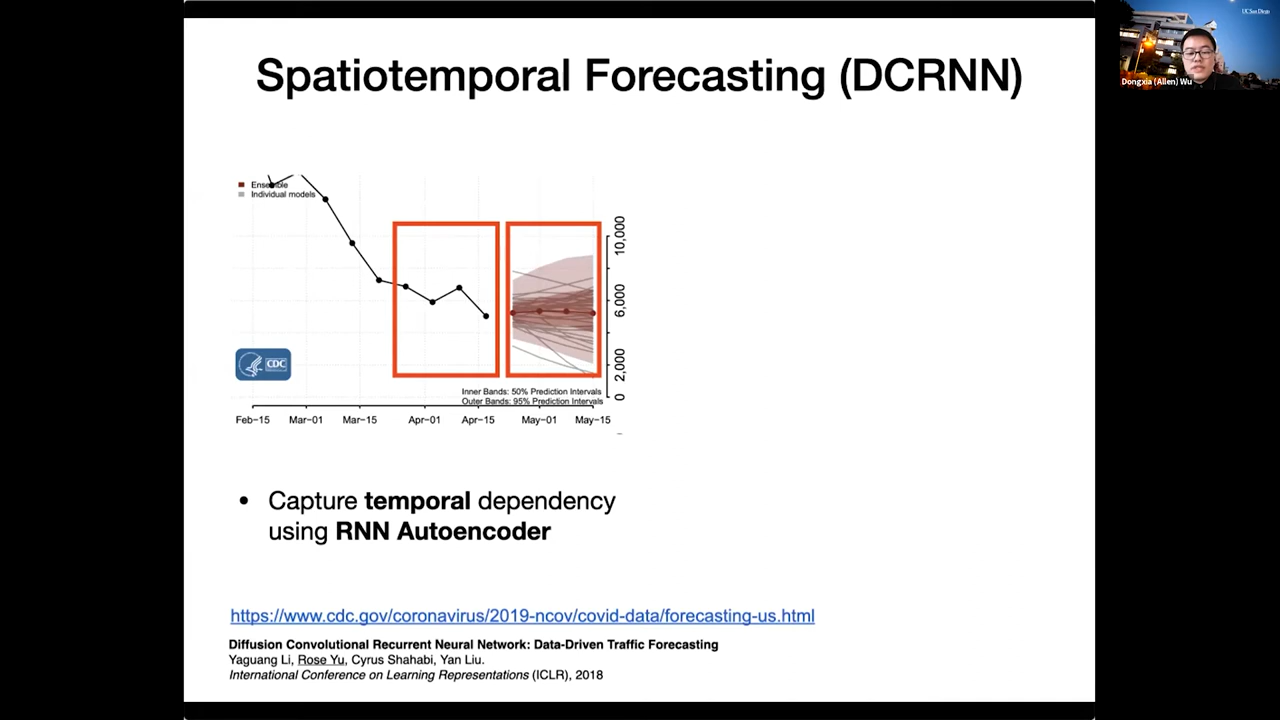 Spatiotemporal Forecasting (DCRNN)
UC San Diego
Dongxia (Allen) Wu
Ensemble
Individual models
10,000
6,000
2,000
0
CDC
Inner Bands: 50% Prediction Intervals
Outer Bands: 95% Prediction Intervals
Feb-15 Mar-01 Mar-15 Apr-01 Apr-15 May-01 May-15
• Capture temporal dependency
using RNN Autoencoder
https://www.cdc.gov/coronavirus/2019-ncov/covid-data/forecasting-us.html
Diffusion Convolutional Recurrent Neural Network: Data-Driven Traffic Forecasting
Yaguang Li, Rose Yu, Cyrus Shahabi, Yan Liu.
International Conference on Learning Representations (ICLR), 2018